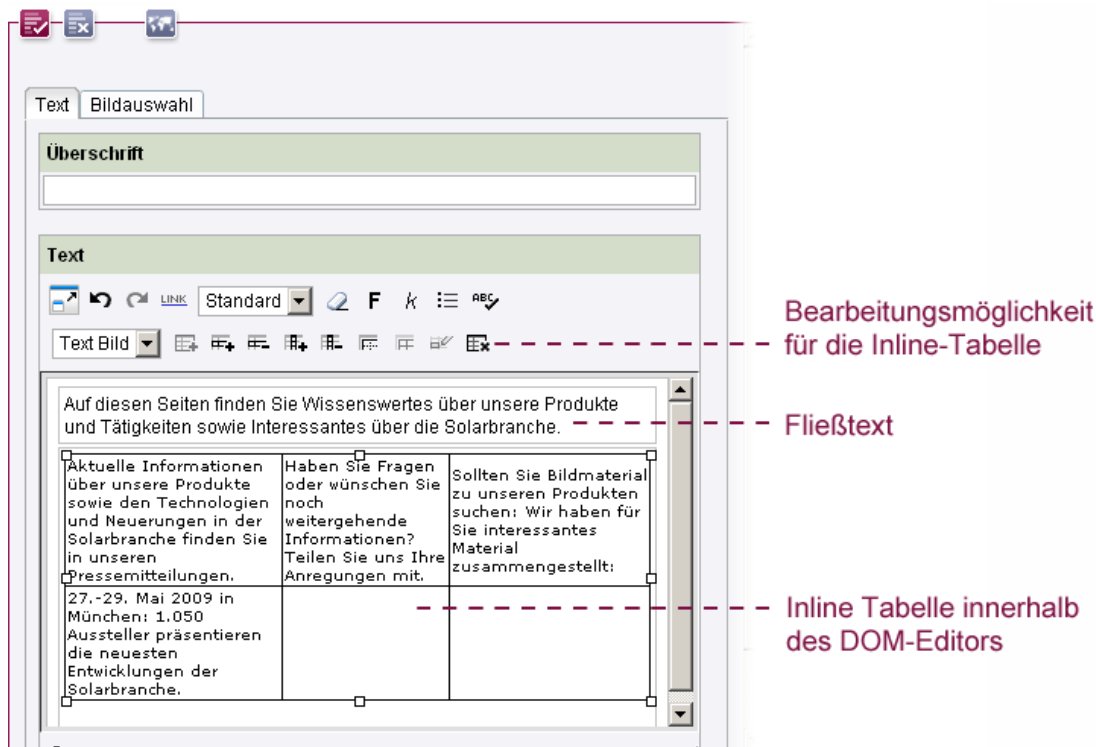 Text Bildauswahl
Überschrift
Text
LINK Standard F k ABC
Text Bild
Bearbeitungsmöglichkeit
für die Inline-Tabelle
Auf diesen Seiten finden Sie Wissenswertes über unsere Produkte
und Tätigkeiten sowie Interessantes über die Solarbranche.
Fließtext
Aktuelle Informationen
über unsere Produkte
sowie den Technologien
und Neuerungen in der
Solarbranche finden Sie
in unseren
Pressemitteilungen.
Haben Sie Fragen
oder wünschen Sie
noch
weitergehende
Informationen?
Teilen Sie uns Ihre
Anregungen mit.
Sollten Sie Bildmaterial
zu unseren Produkten
suchen: Wir haben für
Sie interessantes
Material
zusammengestellt:
27.-29. Mai 2009 in
München: 1.050
Aussteller präsentieren
die neuesten
Entwicklungen der
Solarbranche.
Inline Tabelle innerhalb
des DOM-Editors